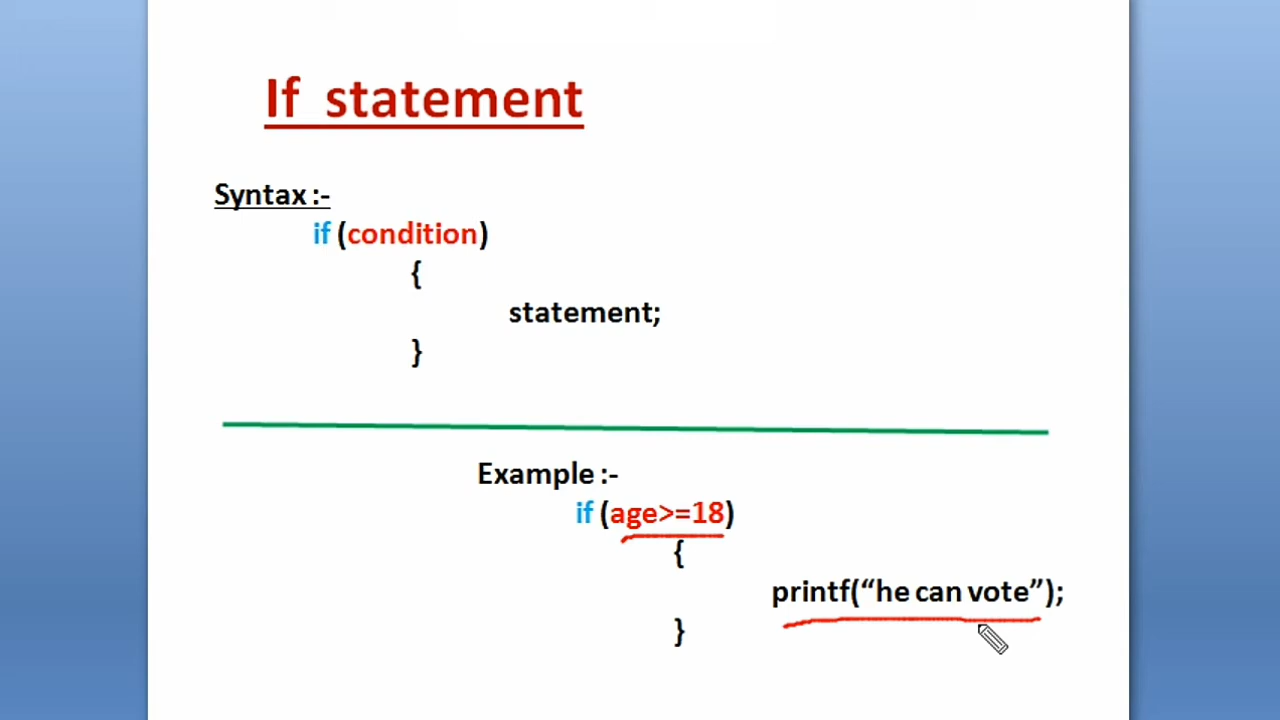 If statement
Syntax :-
if (condition)
{
statement;
}
Example :-
if (age>=18)
{
printf(“he can vote”);
}